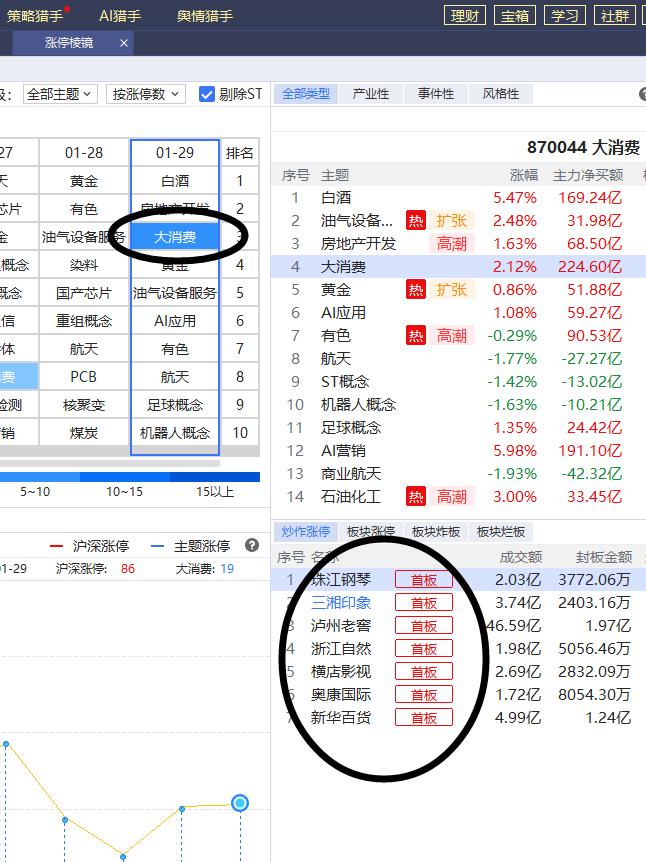 策略猎手 AI猎手 舆情猎手 理财 宝箱 学习 社群
涨停棱镜 ×
全部主题 按涨停数 剔除ST
全部类型 产业性 事件性 风格性
27 01-28 01-29 排名
天 黄金 白酒 1
芯片 有色 房地产开发 2
金 油气设备服务 大消费 3
概念 染料 黄金 4
概念 国产芯片 油气设备服务 5
信 重组概念 AI应用 6
体 航天 有色 7
费 PCB 航天 8
检测 核聚变 足球概念 9
销 煤炭 机器人概念 10
5~10 10~15 15以上
沪深涨停 主题涨停
01-29 沪深涨停: 86 大消费: 19
870044 大消费
序号 主题 涨幅 主力净买额
1 白酒 5.47% 169.24亿
2 油气设备... 热 扩张 2.48% 31.98亿
3 房地产开发 高潮 1.63% 68.50亿
4 大消费 2.12% 224.60亿
5 黄金 热 扩张 0.86% 51.88亿
6 AI应用 1.08% 59.27亿
7 有色 热 高潮 -0.29% 90.53亿
8 航天 -1.77% -27.27亿
9 ST概念 -1.42% -13.02亿
10 机器人概念 -1.63% -10.21亿
11 足球概念 1.35% 24.42亿
12 AI营销 5.98% 191.10亿
13 商业航天 -1.93% -42.32亿
14 石油化工 热 高潮 3.00% 33.45亿
炒作涨停 板块涨停 板块炸板 板块烂板
序号 名称 成交额 封板金额
1 珠江钢琴 首板 2.03亿 3772.06万
2 三湘印象 首板 3.74亿 2403.16万
3 泸州老窖 首板 46.59亿 1.97亿
4 浙江自然 首板 1.98亿 5056.46万
5 横店影视 首板 2.69亿 2832.09万
6 奥康国际 首板 1.72亿 8054.30万
7 新华百货 首板 4.99亿 1.24亿